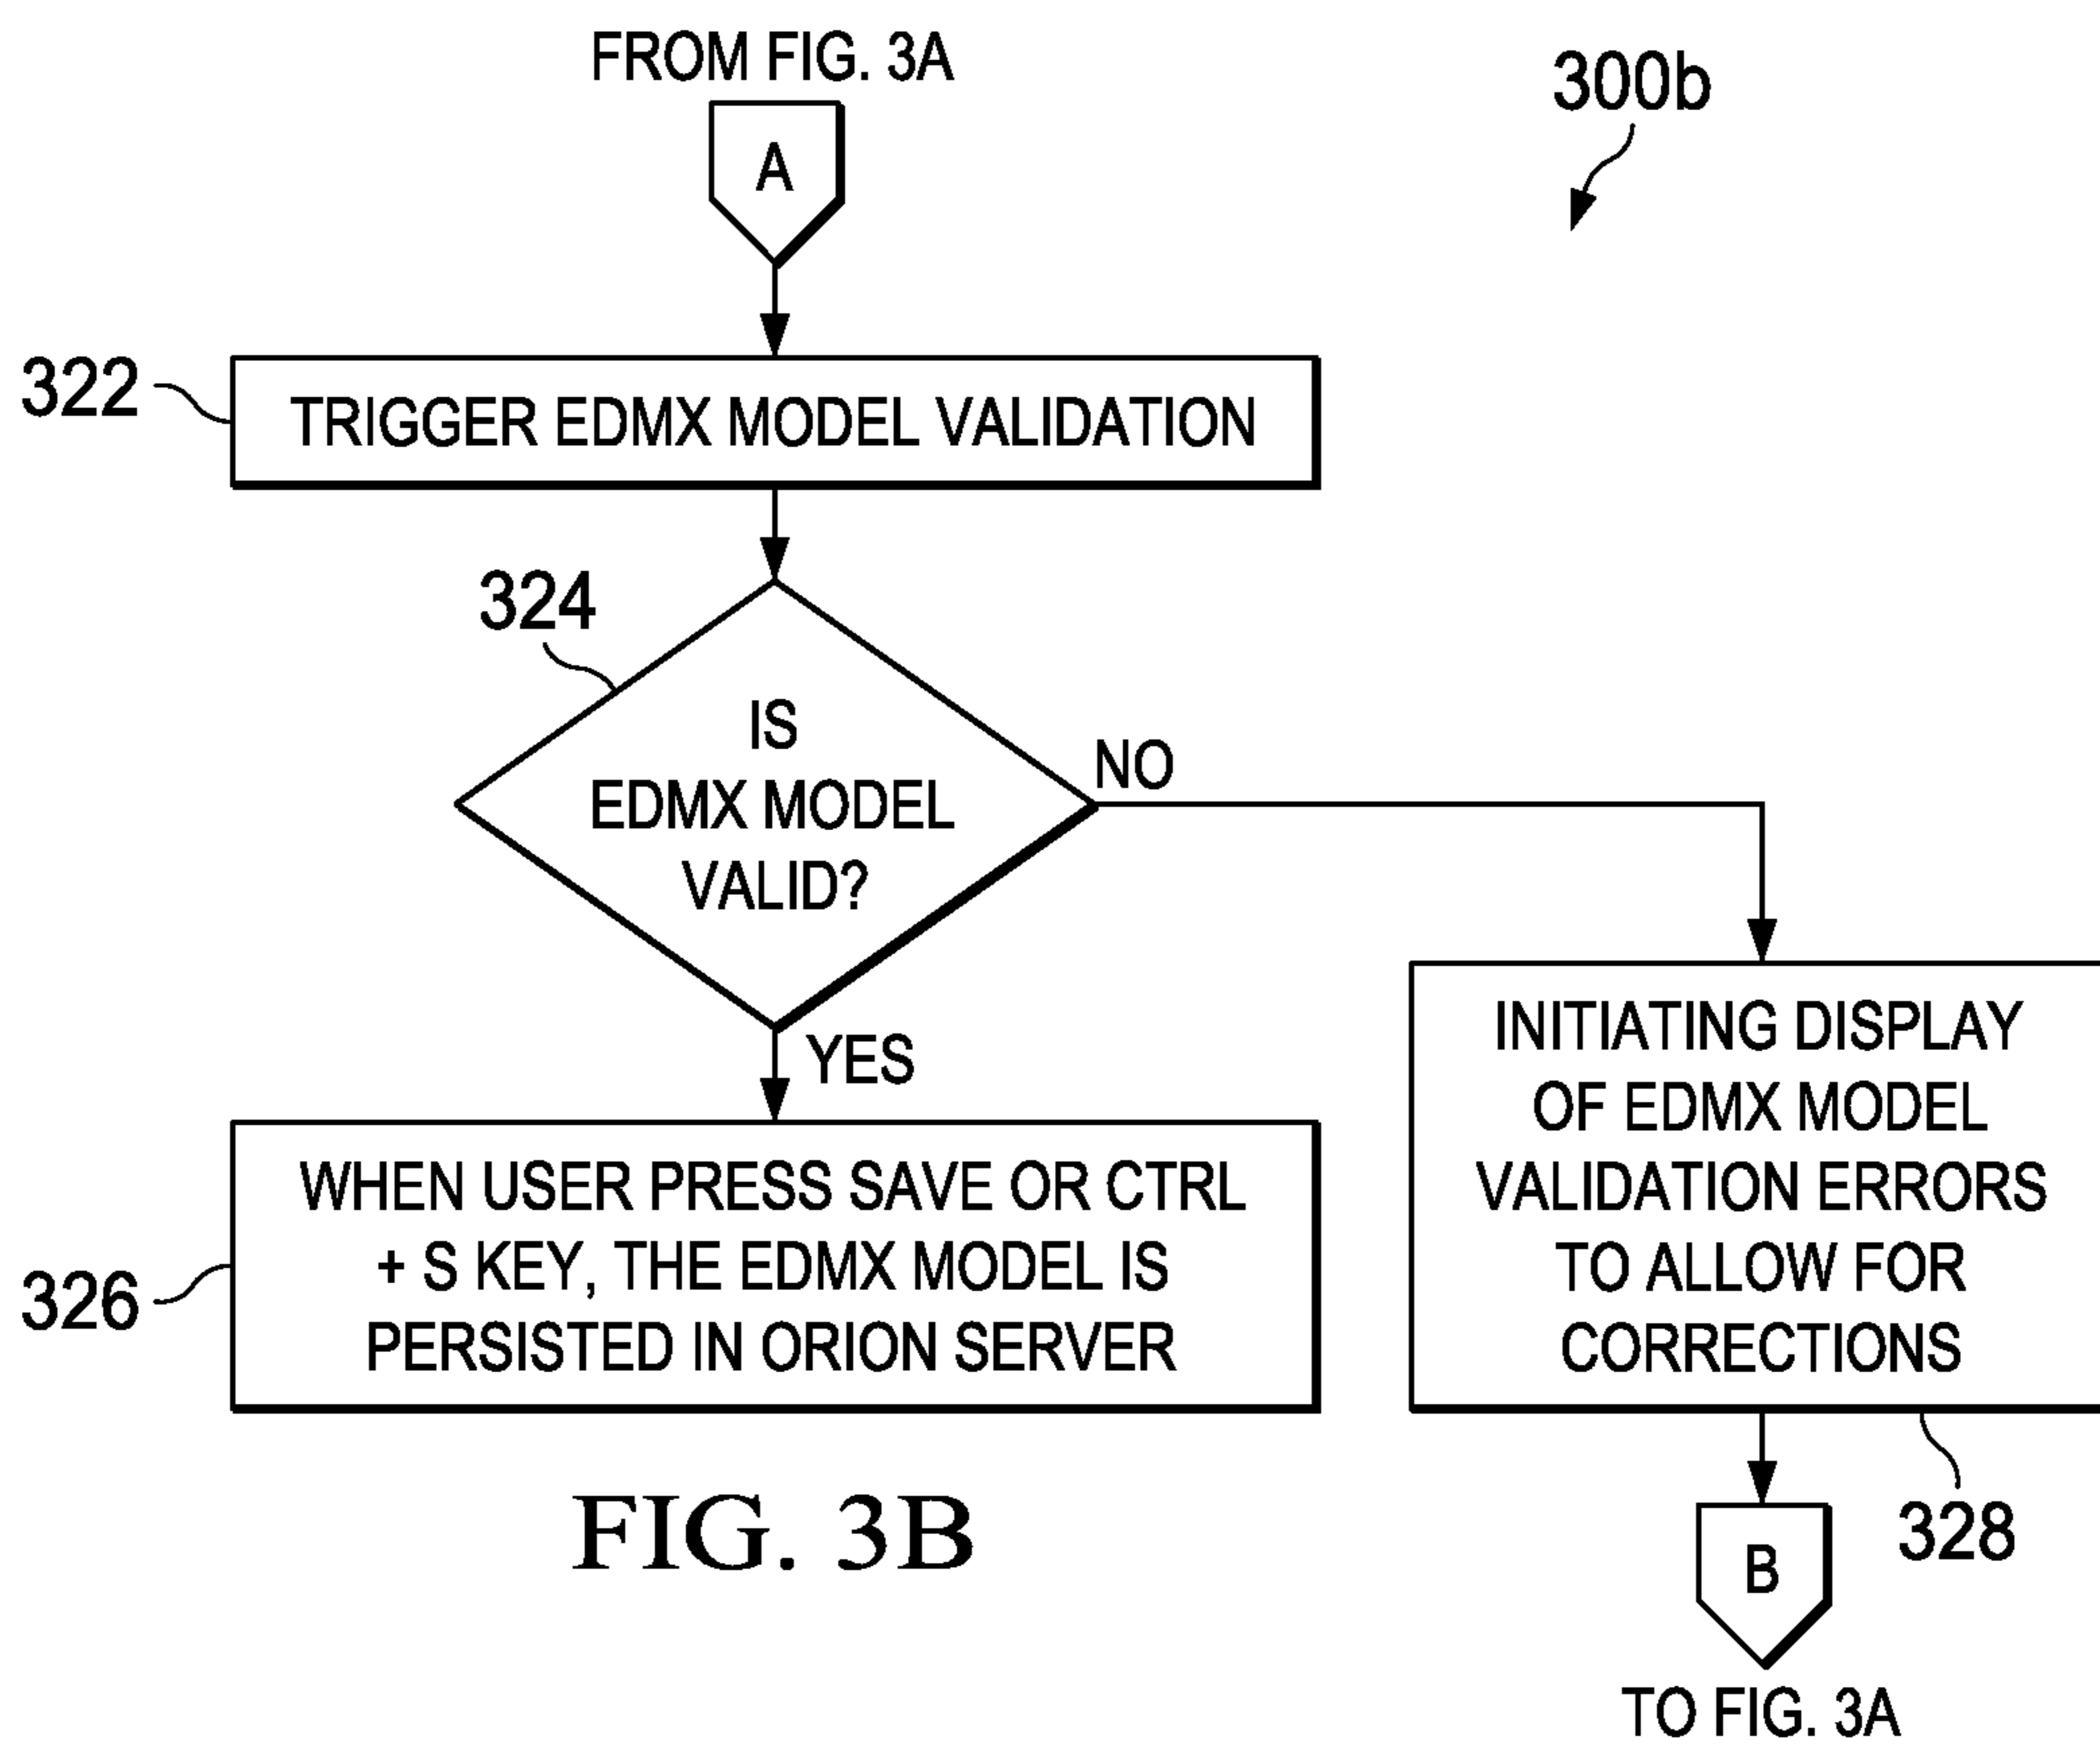 FROM FIG. 3A
300b
A
322
TRIGGER EDMX MODEL VALIDATION
324
IS
EDMX MODEL
VALID?
NO
YES
326
WHEN USER PRESS SAVE OR CTRL
+ S KEY, THE EDMX MODEL IS
PERSISTED IN ORION SERVER
INITIATING DISPLAY
OF EDMX MODEL
VALIDATION ERRORS
TO ALLOW FOR
CORRECTIONS
328
B
TO FIG. 3A
FIG. 3B